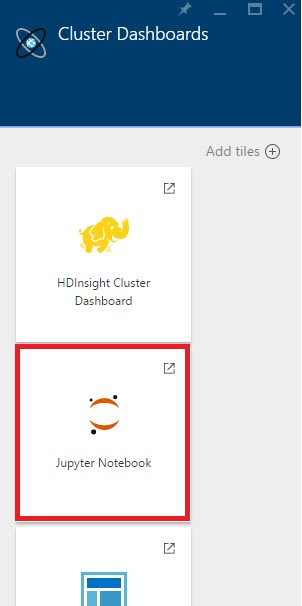 Cluster Dashboards
Add tiles
HDInsight Cluster
Dashboard
Jupyter Notebook